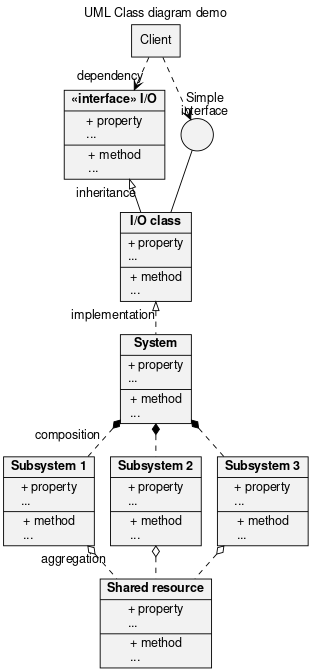 UML Class diagram demo
Client
dependency
«interface» I/O
+ property
...
+ method
...
Simple
interface
inheritance
I/O class
+ property
...
+ method
...
implementation
System
+ property
...
+ method
...
composition
Subsystem 1
+ property
...
+ method
...
Subsystem 2
+ property
...
+ method
...
Subsystem 3
+ property
...
+ method
...
aggregation
Shared resource
+ property
...
+ method
...